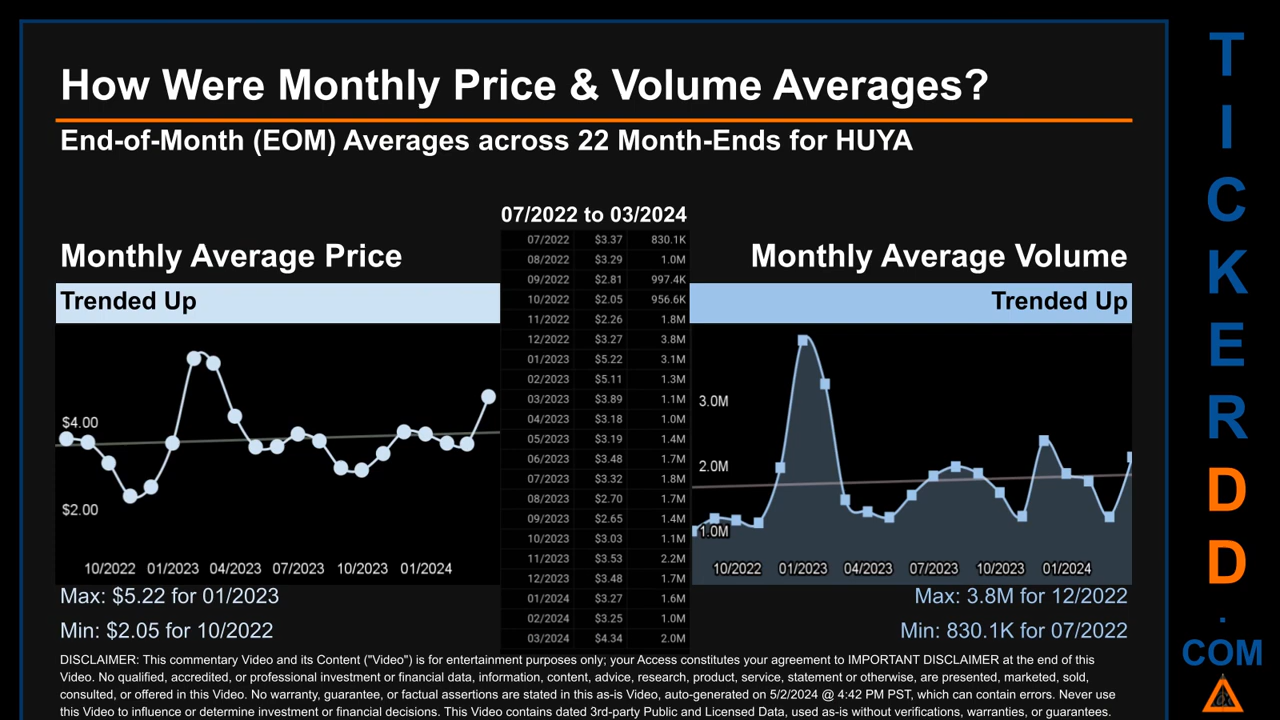 How Were Monthly Price & Volume Averages?
End-of-Month (EOM) Averages across 22 Month-Ends for HUYA
07/2022 to 03/2024
Monthly Average Price
Trended Up
$4.00
$2.00
10/2022 01/2023 04/2023 07/2023 10/2023 01/2024
Max: $5.22 for 01/2023
Min: $2.05 for 10/2022
07/2022 $3.37 830.1K
08/2022 $3.29 1.0M
09/2022 $2.81 997.4K
10/2022 $2.05 956.6K
11/2022 $2.26 1.8M
12/2022 $3.27 3.8M
01/2023 $5.22 3.1M
02/2023 $5.11 1.3M
03/2023 $3.89 1.1M
04/2023 $3.18 1.0M
05/2023 $3.19 1.4M
06/2023 $3.48 1.7M
07/2023 $3.32 1.8M
08/2023 $2.70 1.7M
09/2023 $2.65 1.4M
10/2023 $3.03 1.1M
11/2023 $3.53 2.2M
12/2023 $3.48 1.7M
01/2024 $3.27 1.6M
02/2024 $3.25 1.0M
03/2024 $4.34 2.0M
Monthly Average Volume
Trended Up
3.0M
2.0M
1.0M
10/2022 01/2023 04/2023 07/2023 10/2023 01/2024
Max: 3.8M for 12/2022
Min: 830.1K for 07/2022
DISCLAIMER: This commentary Video and its Content ("Video") is for entertainment purposes only; your Access constitutes your agreement to IMPORTANT DISCLAIMER at the end of this
Video. No qualified, accredited, or professional investment or financial data, information, content, advice, research, product, service, statement or otherwise, are presented, marketed, sold,
consulted, or offered in this Video. No warranty, guarantee, or factual assertions are stated in this as-is Video, auto-generated on 5/2/2024 @ 4:42 PM PST, which can contain errors. Never use
this Video to influence or determine investment or financial decisions. This Video contains dated 3rd-party Public and Licensed Data, used as-is without verifications, warranties, or guarantees.
T
I
C
K
E
R
D
D
.
COM